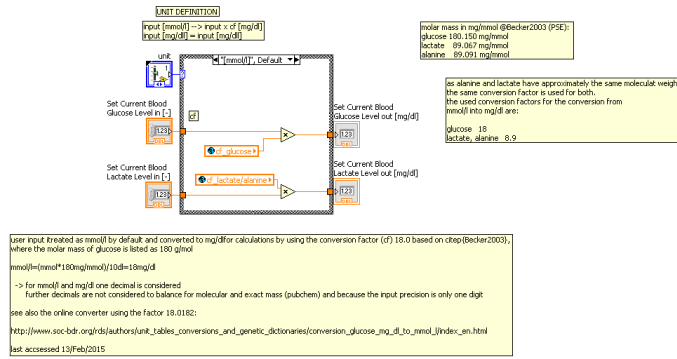 UNIT DEFINITION
input [mmol/l] --> input x cf [mg/dl]
input [mg/dl] = input [mg/dl]
molar mass in mg/mmol @Becker2003 (PSE):
glucose 180.150 mg/mmol
lactate 89.067 mg/mmol
alanine 89.091 mg/mmol
unit
"[mmol/l]", Default
as alanine and lactate have approximately the same moleculat weigh
the same conversion factor is used for both.
the used conversion factors for the conversion from
mmol/l into mg/dl are:
glucose 18
lactate, alanine 8.9
Set Current Blood
Glucose Level in [-]
1.23
cf
cf_glucose
x
Set Current Blood
Glucose Level out [mg/dl]
1.23
Set Current Blood
Lactate Level in [-]
1.23
cf_lactate/alanine
x
Set Current Blood
Lactate Level out [mg/dl]
1.23
user input itreated as mmol/l by default and converted to mg/dlfor calculations by using the conversion factor (cf) 18.0 based on citep{Becker2003},
where the molar mass of glucose is listed as 180 g/mol
mmol/l=(mmol*180mg/mmol)/10dl=18mg/dl
-> for mmol/l and mg/dl one decimal is considered
further decimals are not considered to balance for molecular and exact mass (pubchem) and because the input precision is only one digit
see also the online converter using the factor 18.0182:
http://www.soc-bdr.org/rds/authors/unit_tables_conversions_and_genetic_dictionaries/conversion_glucose_mg_dl_to_mmol_l/index_en.html
last accsessed 13/Feb/2015